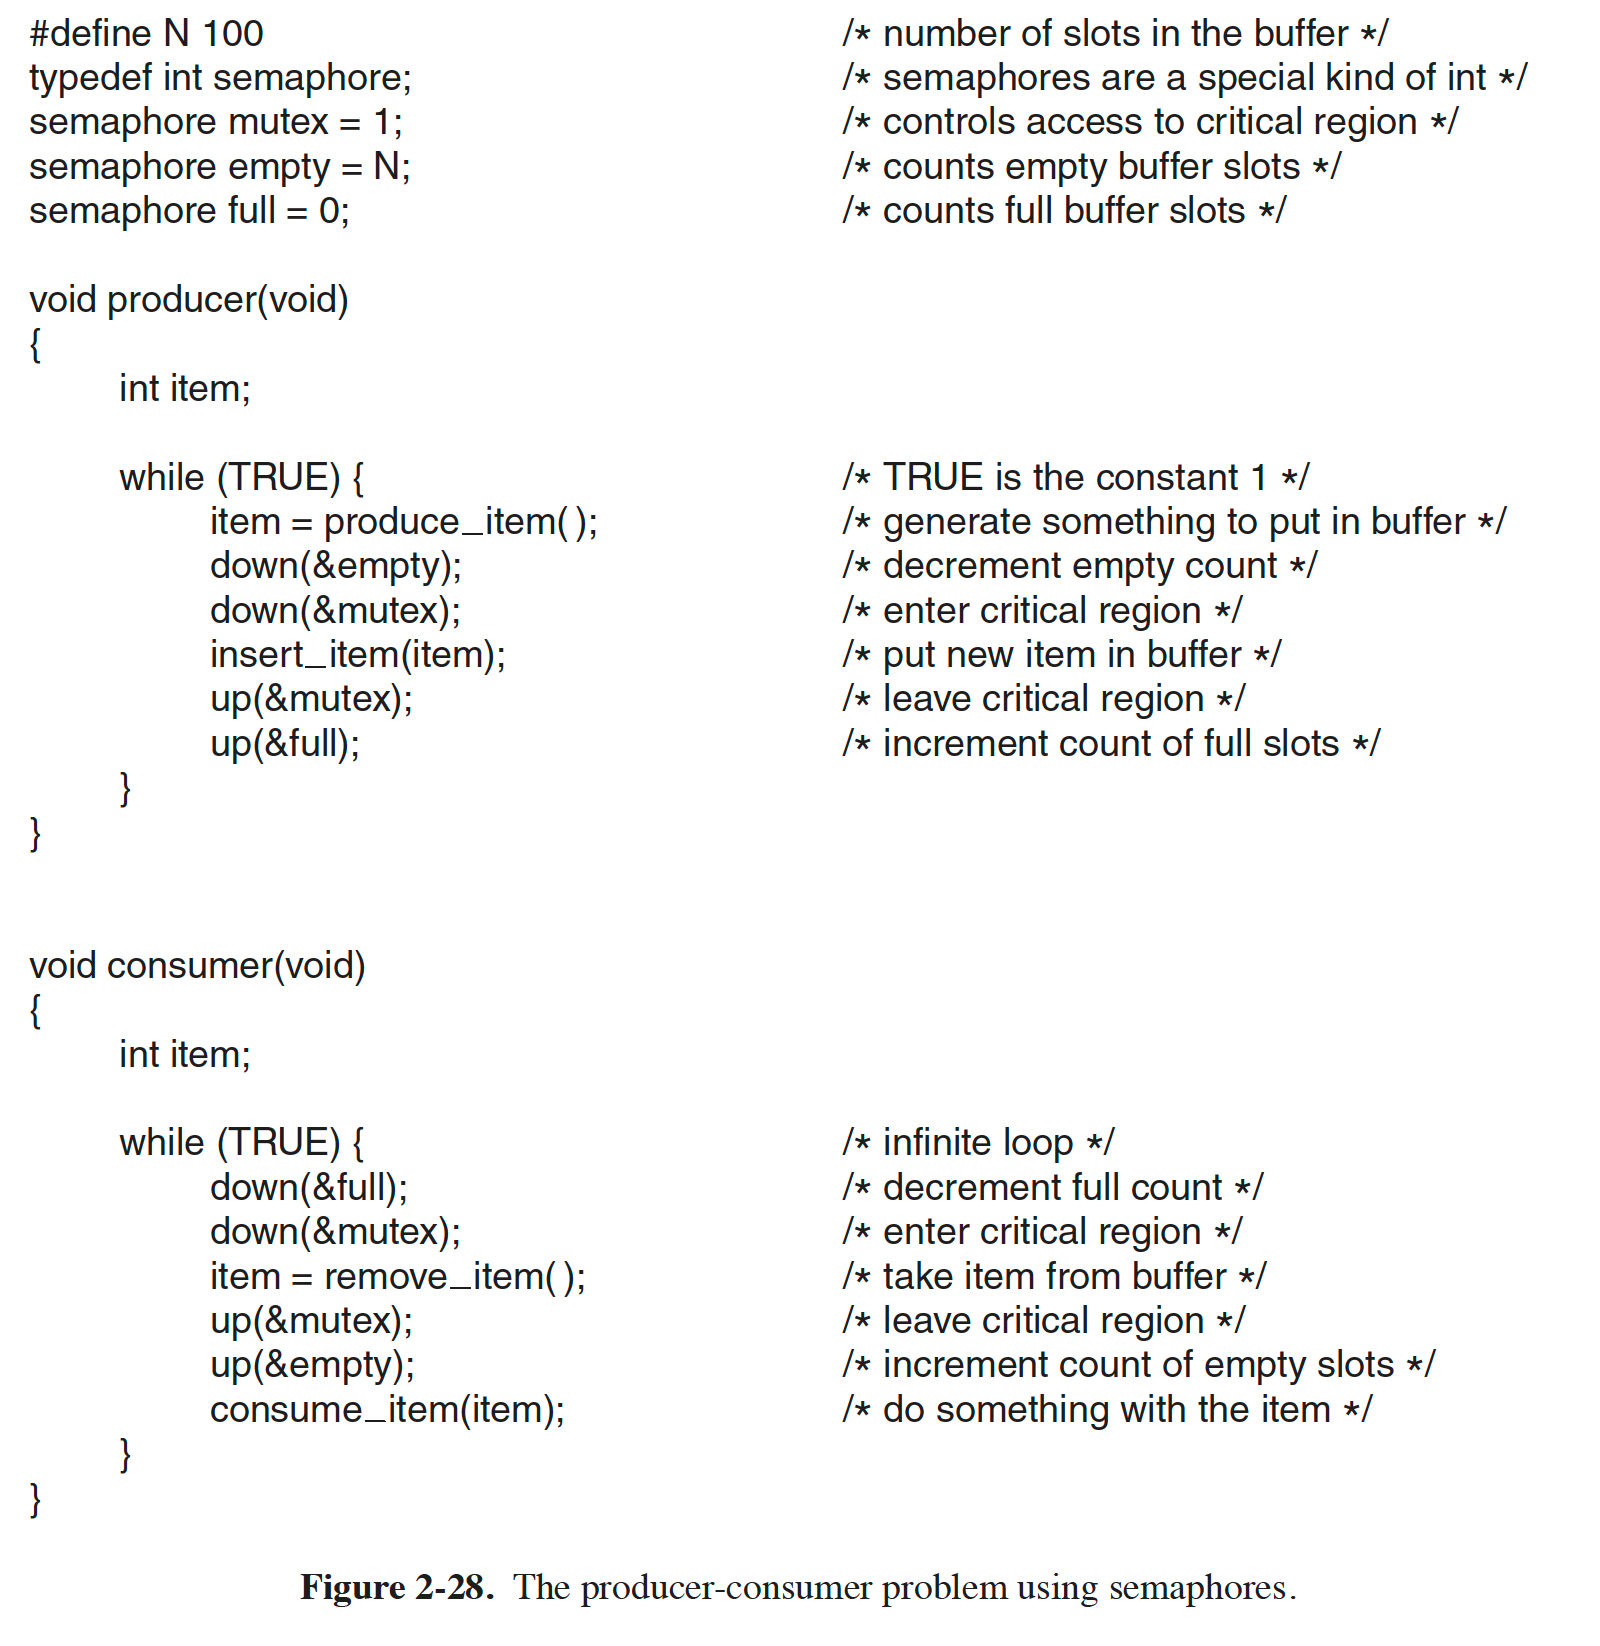 #define N 100 /* number of slots in the buffer */
typedef int semaphore; /* semaphores are a special kind of int */
semaphore mutex = 1; /* controls access to critical region */
semaphore empty = N; /* counts empty buffer slots */
semaphore full = 0; /* counts full buffer slots */
void producer(void)
{
int item;
while (TRUE) { /* TRUE is the constant 1 */
item = produce_item( ); /* generate something to put in buffer */
down(&empty); /* decrement empty count */
down(&mutex); /* enter critical region */
insert_item(item); /* put new item in buffer */
up(&mutex); /* leave critical region */
up(&full); /* increment count of full slots */
}
}
void consumer(void)
{
int item;
while (TRUE) { /* infinite loop */
down(&full); /* decrement full count */
down(&mutex); /* enter critical region */
item = remove_item( ); /* take item from buffer */
up(&mutex); /* leave critical region */
up(&empty); /* increment count of empty slots */
consume_item(item); /* do something with the item */
}
}
Figure 2-28. The producer-consumer problem using semaphores.